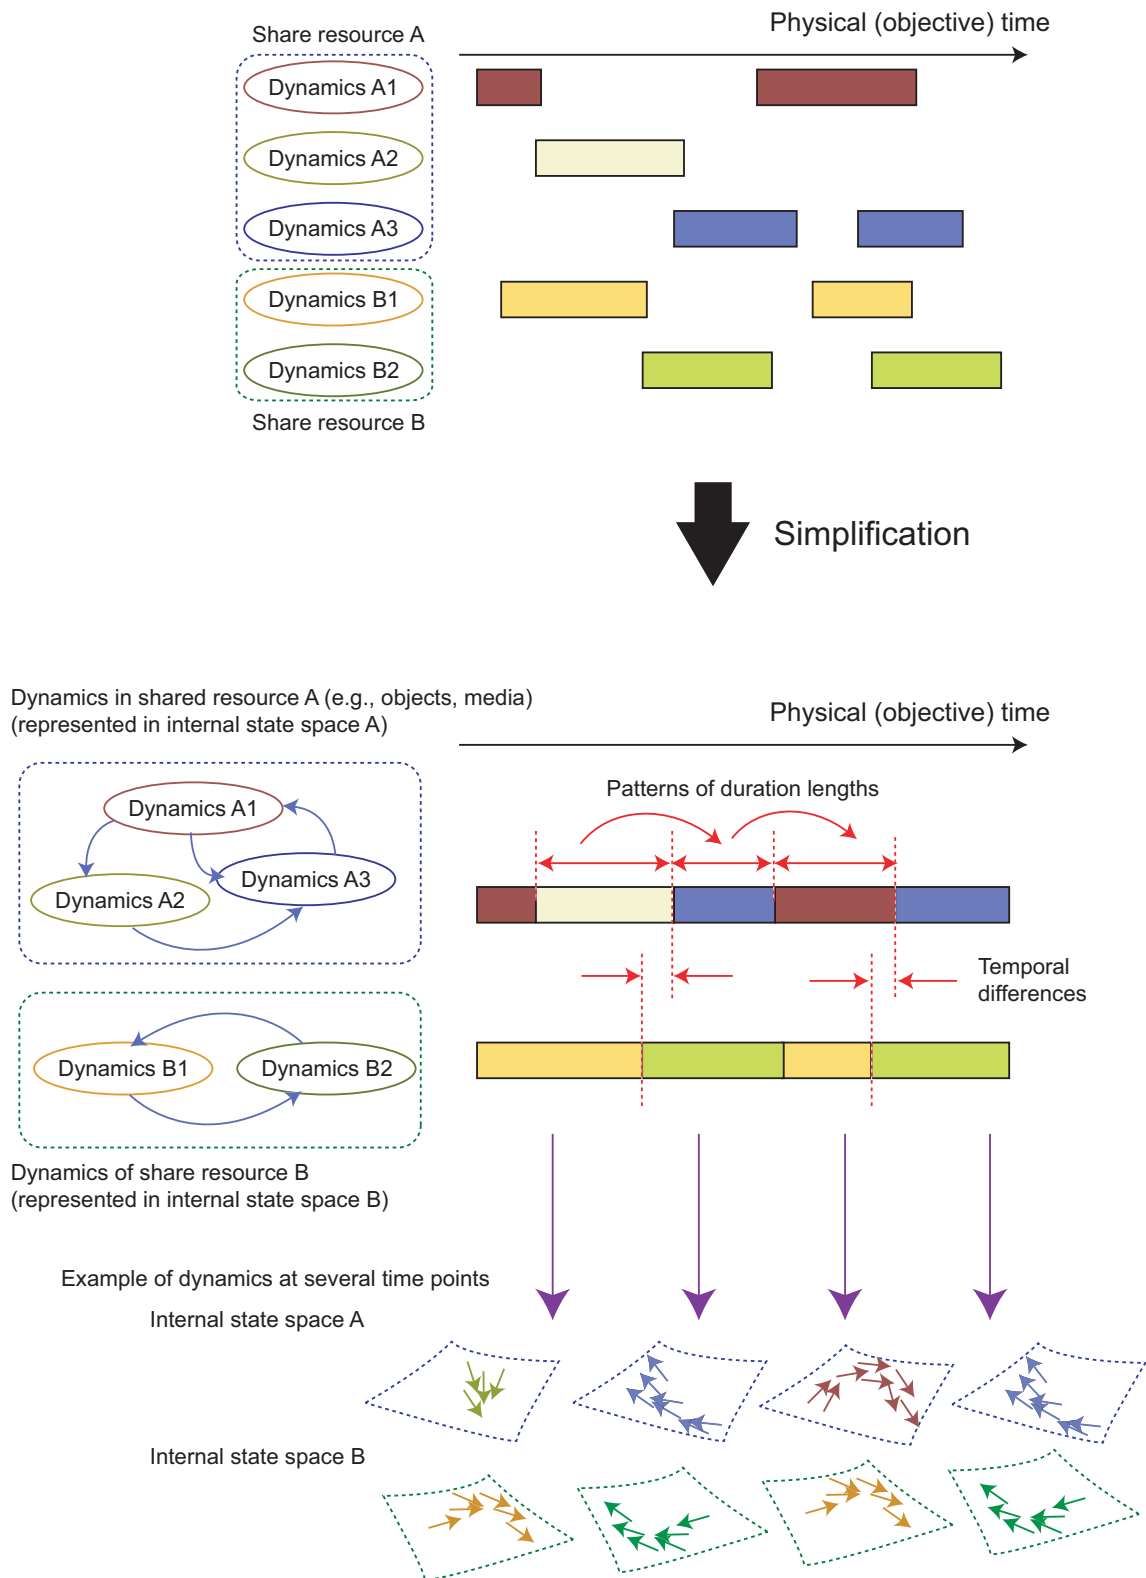 Physical (objective) time
Share resource A
Dynamics A1
Dynamics A2
Dynamics A3
Dynamics B1
Dynamics B2
Share resource B
Simplification
Dynamics in shared resource A (e.g., objects, media)
(represented in internal state space A)
Physical (objective) time
Patterns of duration lengths
Dynamics A1
Dynamics A3
Dynamics A2
Temporal
differences
Dynamics B1
Dynamics B2
Dynamics of share resource B
(represented in internal state space B)
Example of dynamics at several time points
Internal state space A
Internal state space B